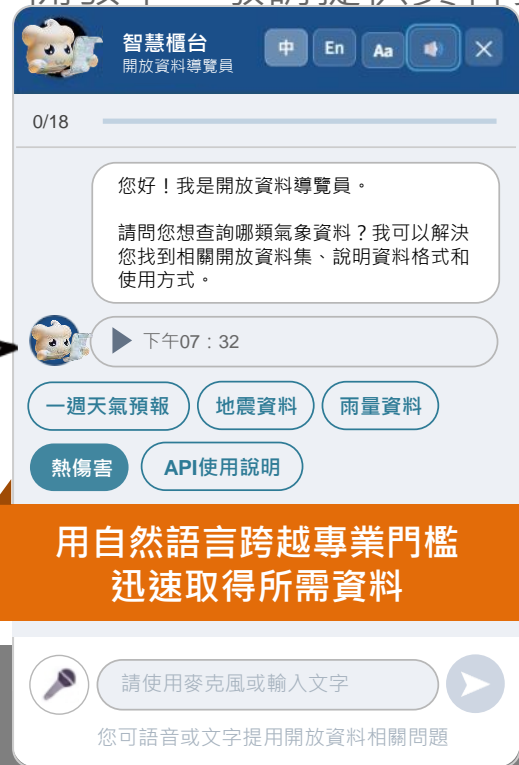 智慧櫃台
開放資料導覽員
中
En
Aa
0/18
您好！我是開放資料導覽員。
請問您想查詢哪類氣象資料？我可以解決
您找到相關開放資料集、說明資料格式和
使用方式。
下午07：32
一週天氣預報
地震資料
雨量資料
熱傷害
API使用說明
用自然語言跨越專業門檻
迅速取得所需資料
請使用麥克風或輸入文字
您可語音或文字提用開放資料相關問題